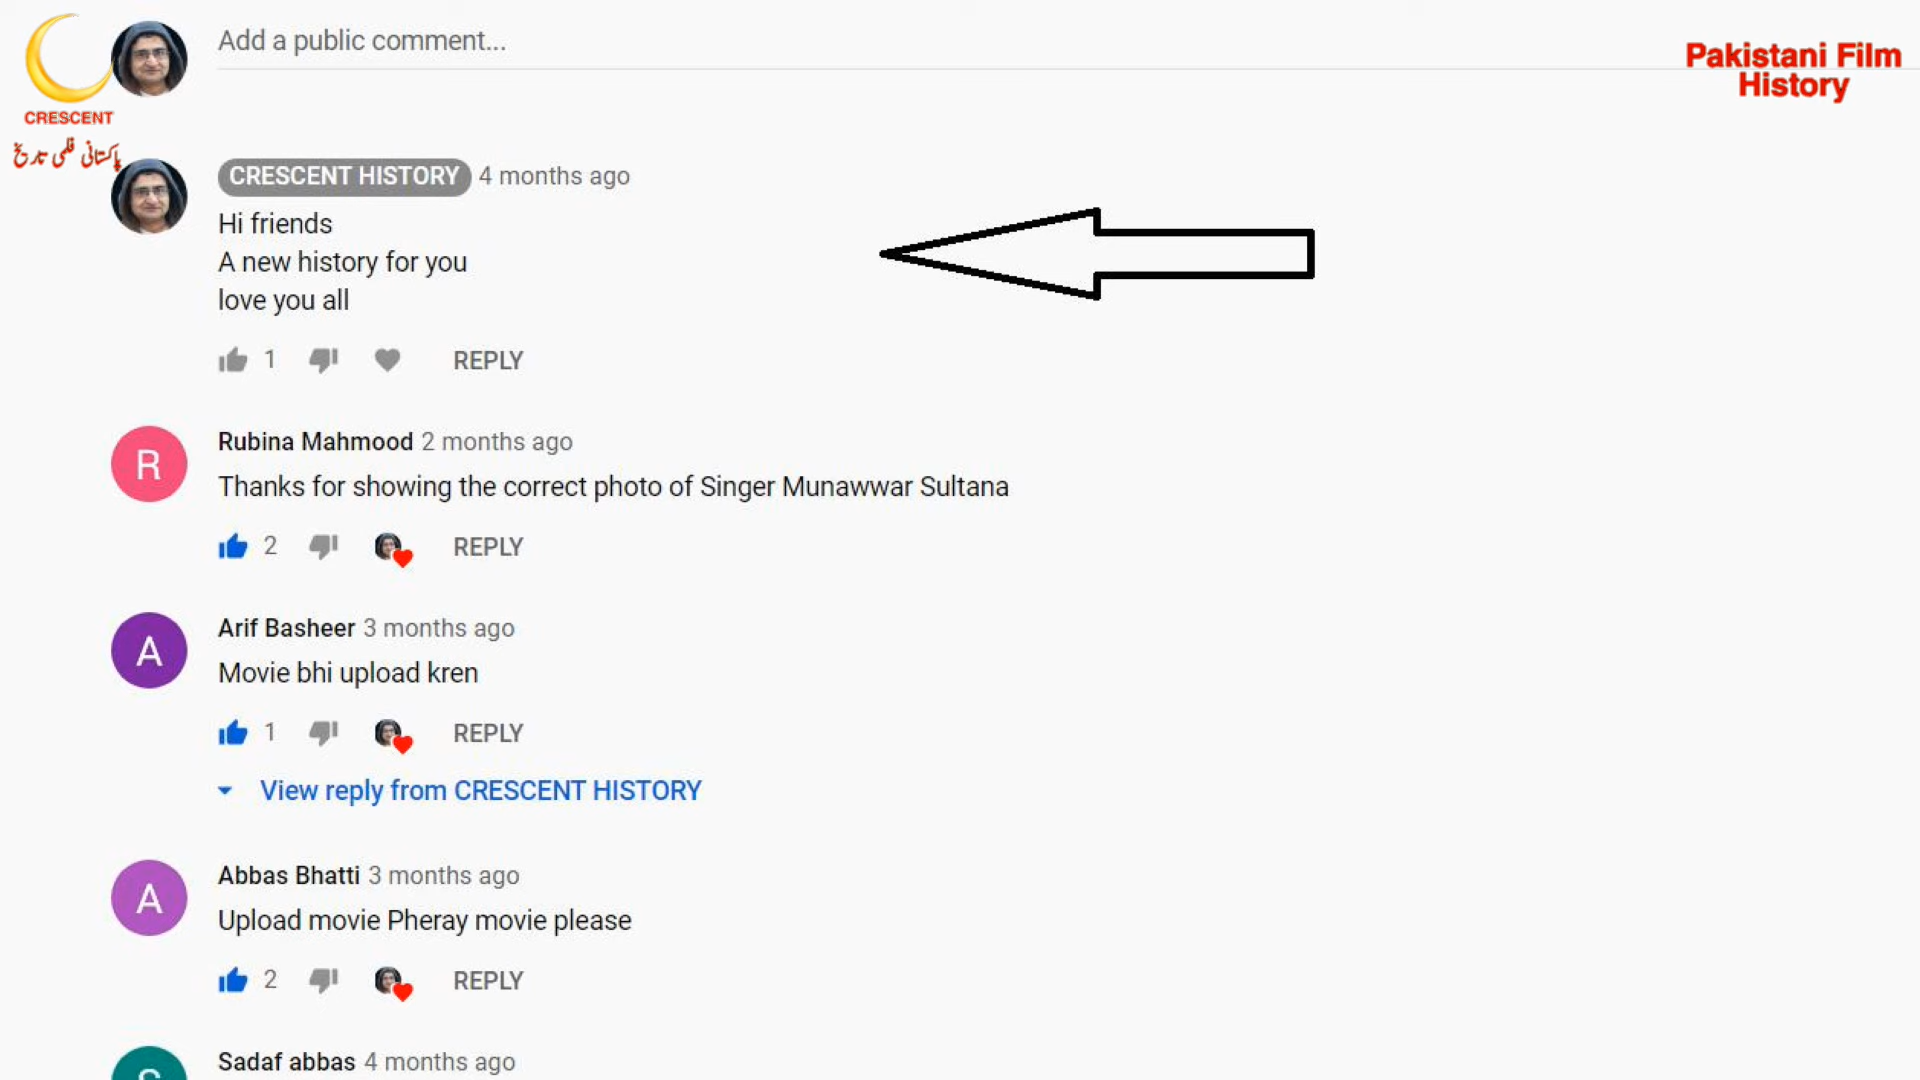 Add a public comment...
Pakistani Film
History
CRESCENT
پاکستانی فلمی تاریخ
CRESCENT HISTORY 4 months ago
Hi friends
A new history for you
love you all
1 REPLY
R
Rubina Mahmood 2 months ago
Thanks for showing the correct photo of Singer Munawwar Sultana
2 REPLY
A
Arif Basheer 3 months ago
Movie bhi upload kren
1 REPLY
View reply from CRESCENT HISTORY
A
Abbas Bhatti 3 months ago
Upload movie Pheray movie please
2 REPLY
Sadaf abbas 4 months ago